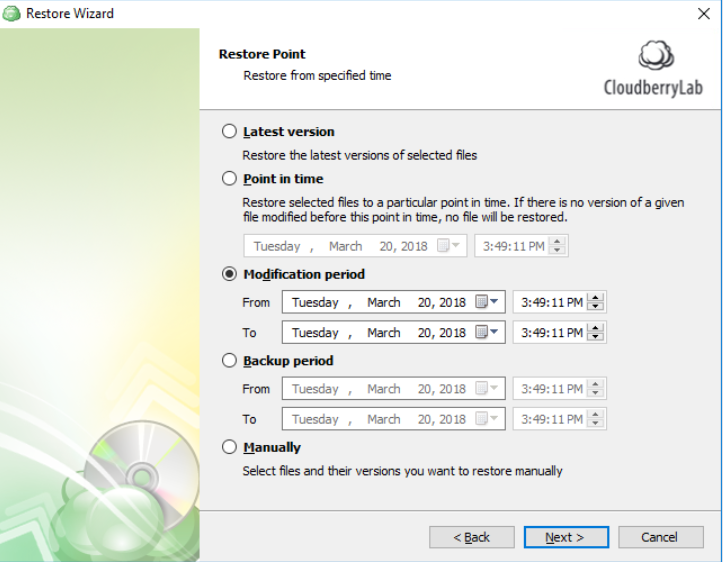 Restore Wizard
Restore Point
Restore from specified time
CloudberryLab
Latest version
Restore the latest versions of selected files
Point in time
Restore selected files to a particular point in time. If there is no version of a given
file modified before this point in time, no file will be restored.
Tuesday , March 20, 2018 3:49:11 PM
Modification period
From Tuesday , March 20, 2018 3:49:11 PM
To Tuesday , March 20, 2018 3:49:11 PM
Backup period
From Tuesday , March 20, 2018 3:49:11 PM
To Tuesday , March 20, 2018 3:49:11 PM
Manually
Select files and their versions you want to restore manually
< Back Next > Cancel